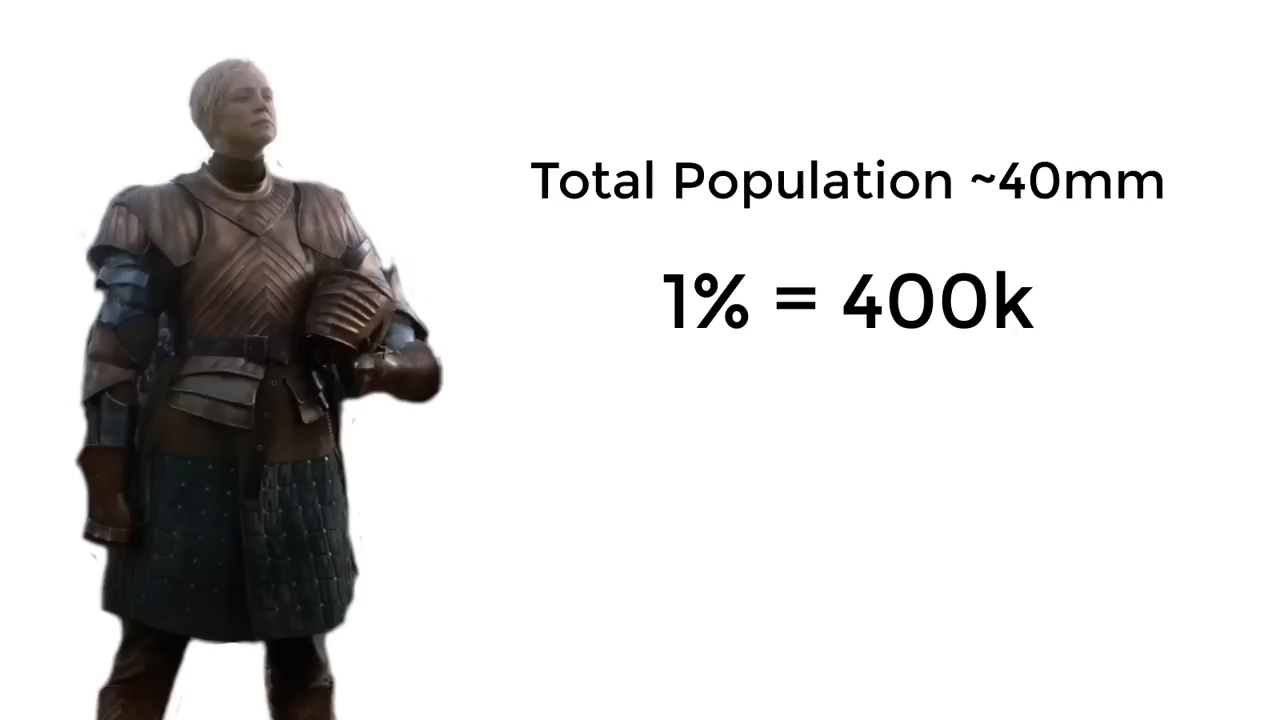 Total Population ~40mm
1% = 400k